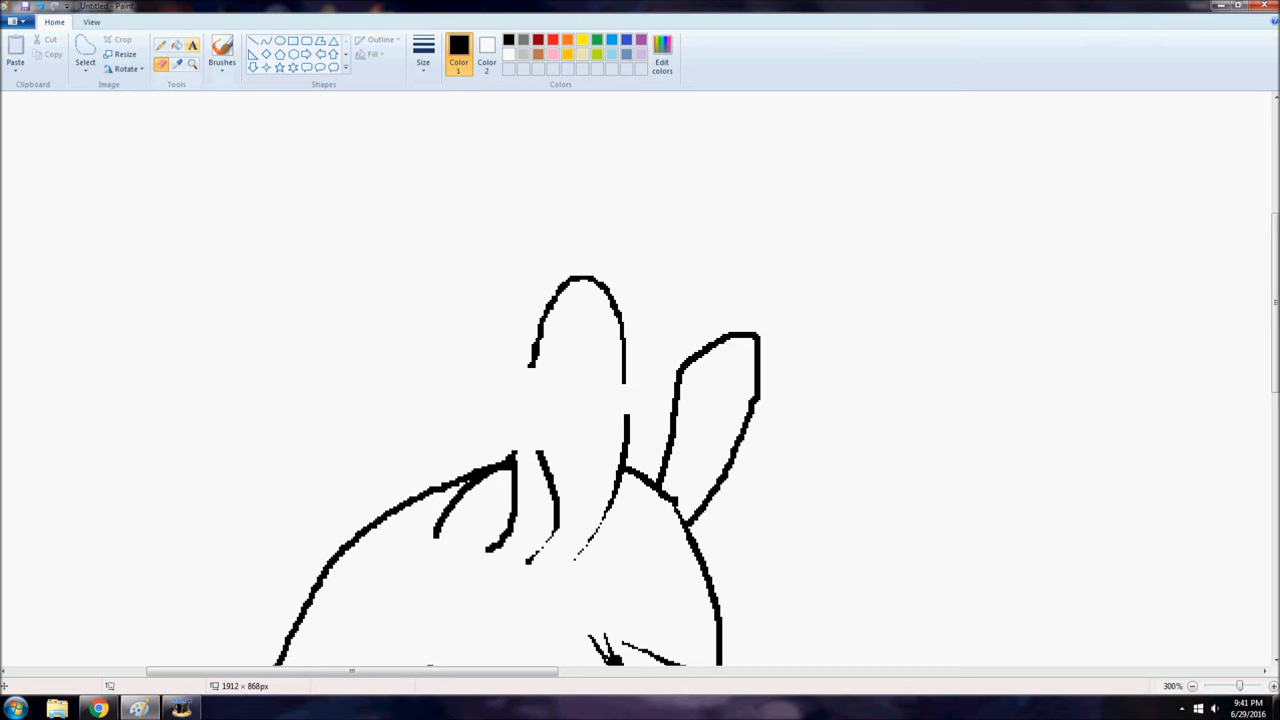 Untitled - Paint
Home View
Paste
Cut
Copy
Clipboard
Select
Crop
Resize
Rotate
Image
Tools
Brushes
Shapes
Outline
Fill
Size
Color 1
Color 2
Colors
Edit colors
1912 × 868px
300%
9:41 PM
6/29/2016